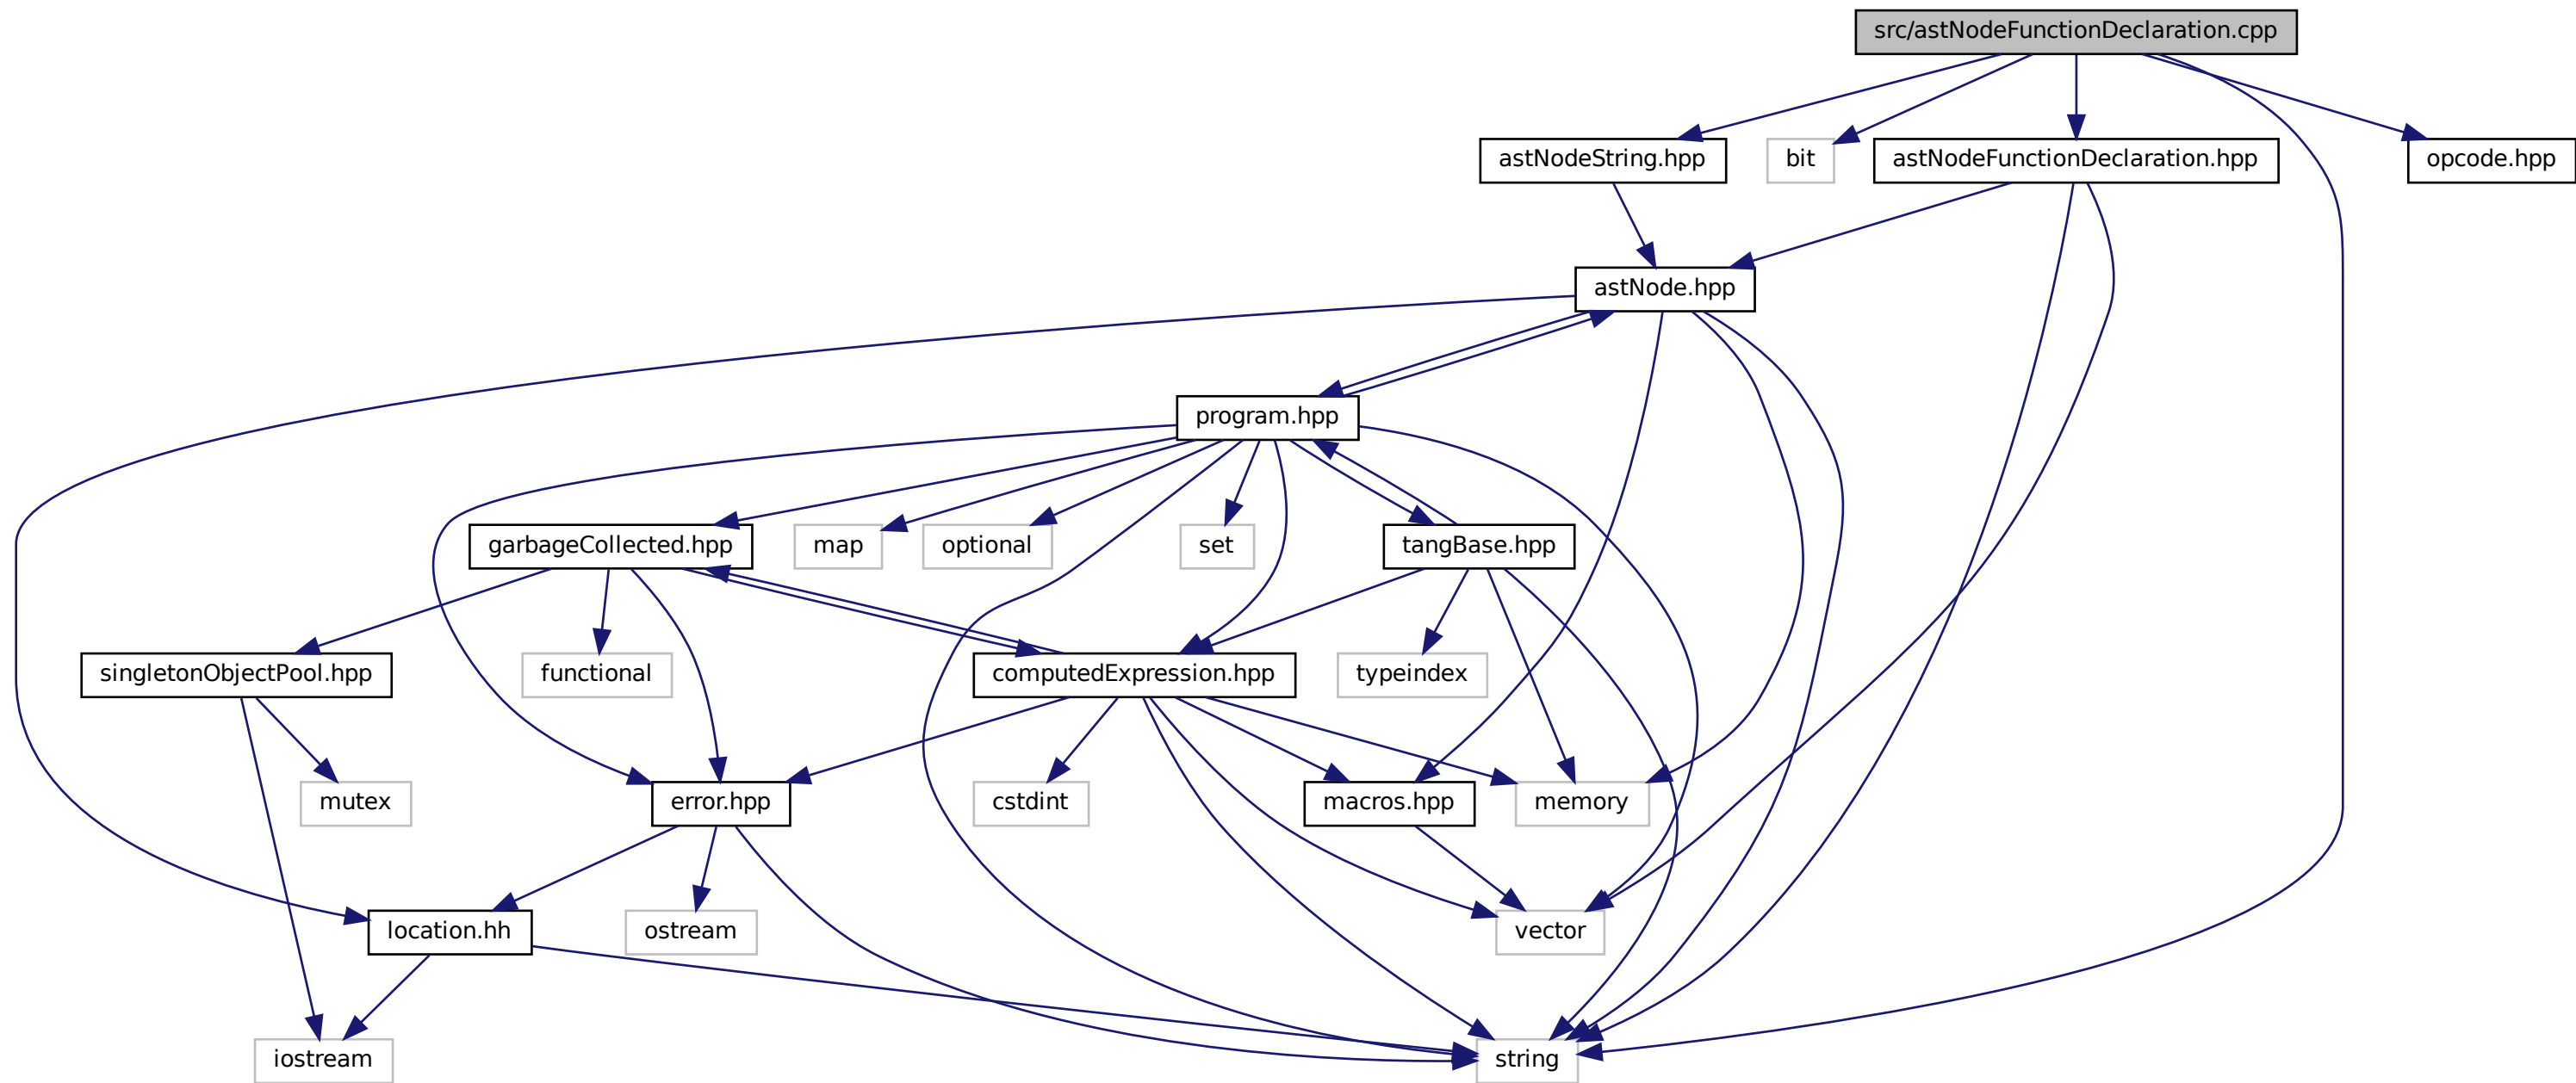 src/astNodeFunctionDeclaration.cpp
astNodeString.hpp
bit
astNodeFunctionDeclaration.hpp
opcode.hpp
astNode.hpp
program.hpp
garbageCollected.hpp
map
optional
set
tangBase.hpp
singletonObjectPool.hpp
functional
computedExpression.hpp
typeindex
mutex
error.hpp
cstdint
macros.hpp
memory
location.hh
ostream
vector
iostream
string